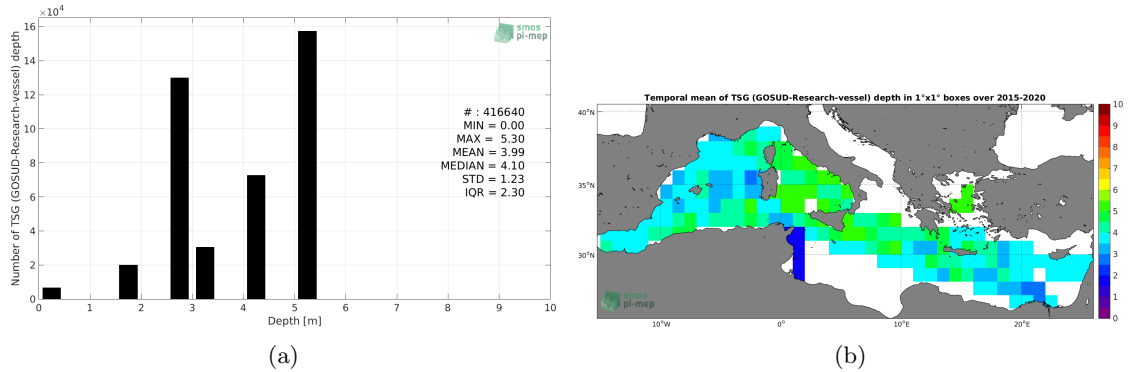 ×10⁴
16
14
12
10
8
6
4
2
0
0 1 2 3 4 5 6 7 8 9 10
Number of TSG (GOSUD-Research-vessel) depth
Depth [m]
smos
pi-mep
# : 416640
MIN = 0.00
MAX = 5.30
MEAN = 3.99
MEDIAN = 4.10
STD = 1.23
IQR = 2.30
(a)
Temporal mean of TSG (GOSUD-Research-vessel) depth in 1°x1° boxes over 2015-2020
40°N
35°N
30°N
10°W 0° 10°E 20°E
smos
pi-mep
10
9
8
7
6
5
4
3
2
1
0
(b)